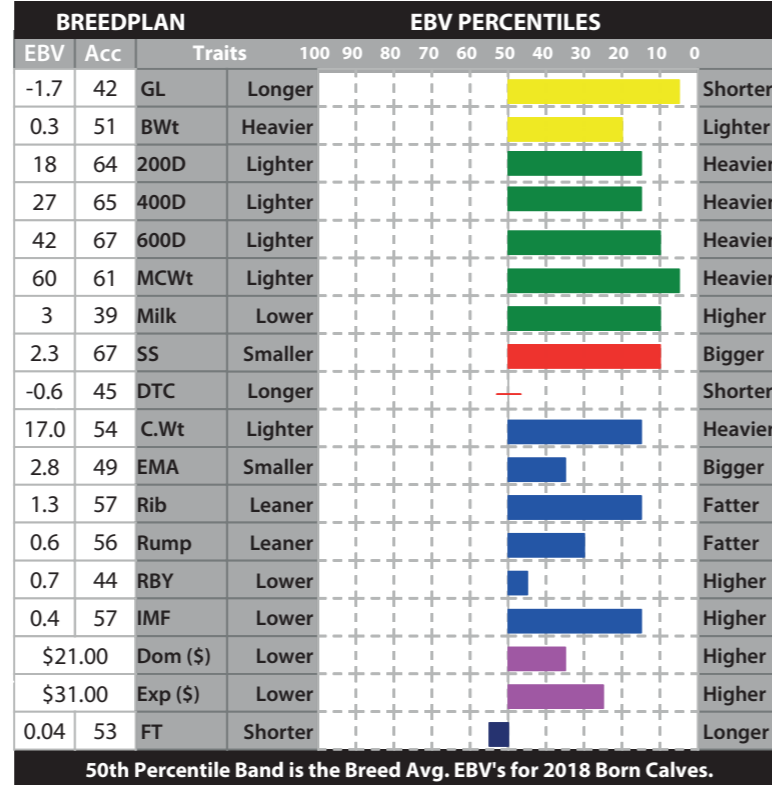 BREEDPLAN EBV PERCENTILES
EBV Acc Traits 100 90 80 70 60 50 40 30 20 10 0
-1.7 42 GL Longer Shorter
0.3 51 BWt Heavier Lighter
18 64 200D Lighter Heavier
27 65 400D Lighter Heavier
42 67 600D Lighter Heavier
60 61 MCWt Lighter Heavier
3 39 Milk Lower Higher
2.3 67 SS Smaller Bigger
-0.6 45 DTC Longer Shorter
17.0 54 C.Wt Lighter Heavier
2.8 49 EMA Smaller Bigger
1.3 57 Rib Leaner Fatter
0.6 56 Rump Leaner Fatter
0.7 44 RBY Lower Higher
0.4 57 IMF Lower Higher
$21.00 Dom ($) Lower Higher
$31.00 Exp ($) Lower Higher
0.04 53 FT Shorter Longer
50th Percentile Band is the Breed Avg. EBV's for 2018 Born Calves.